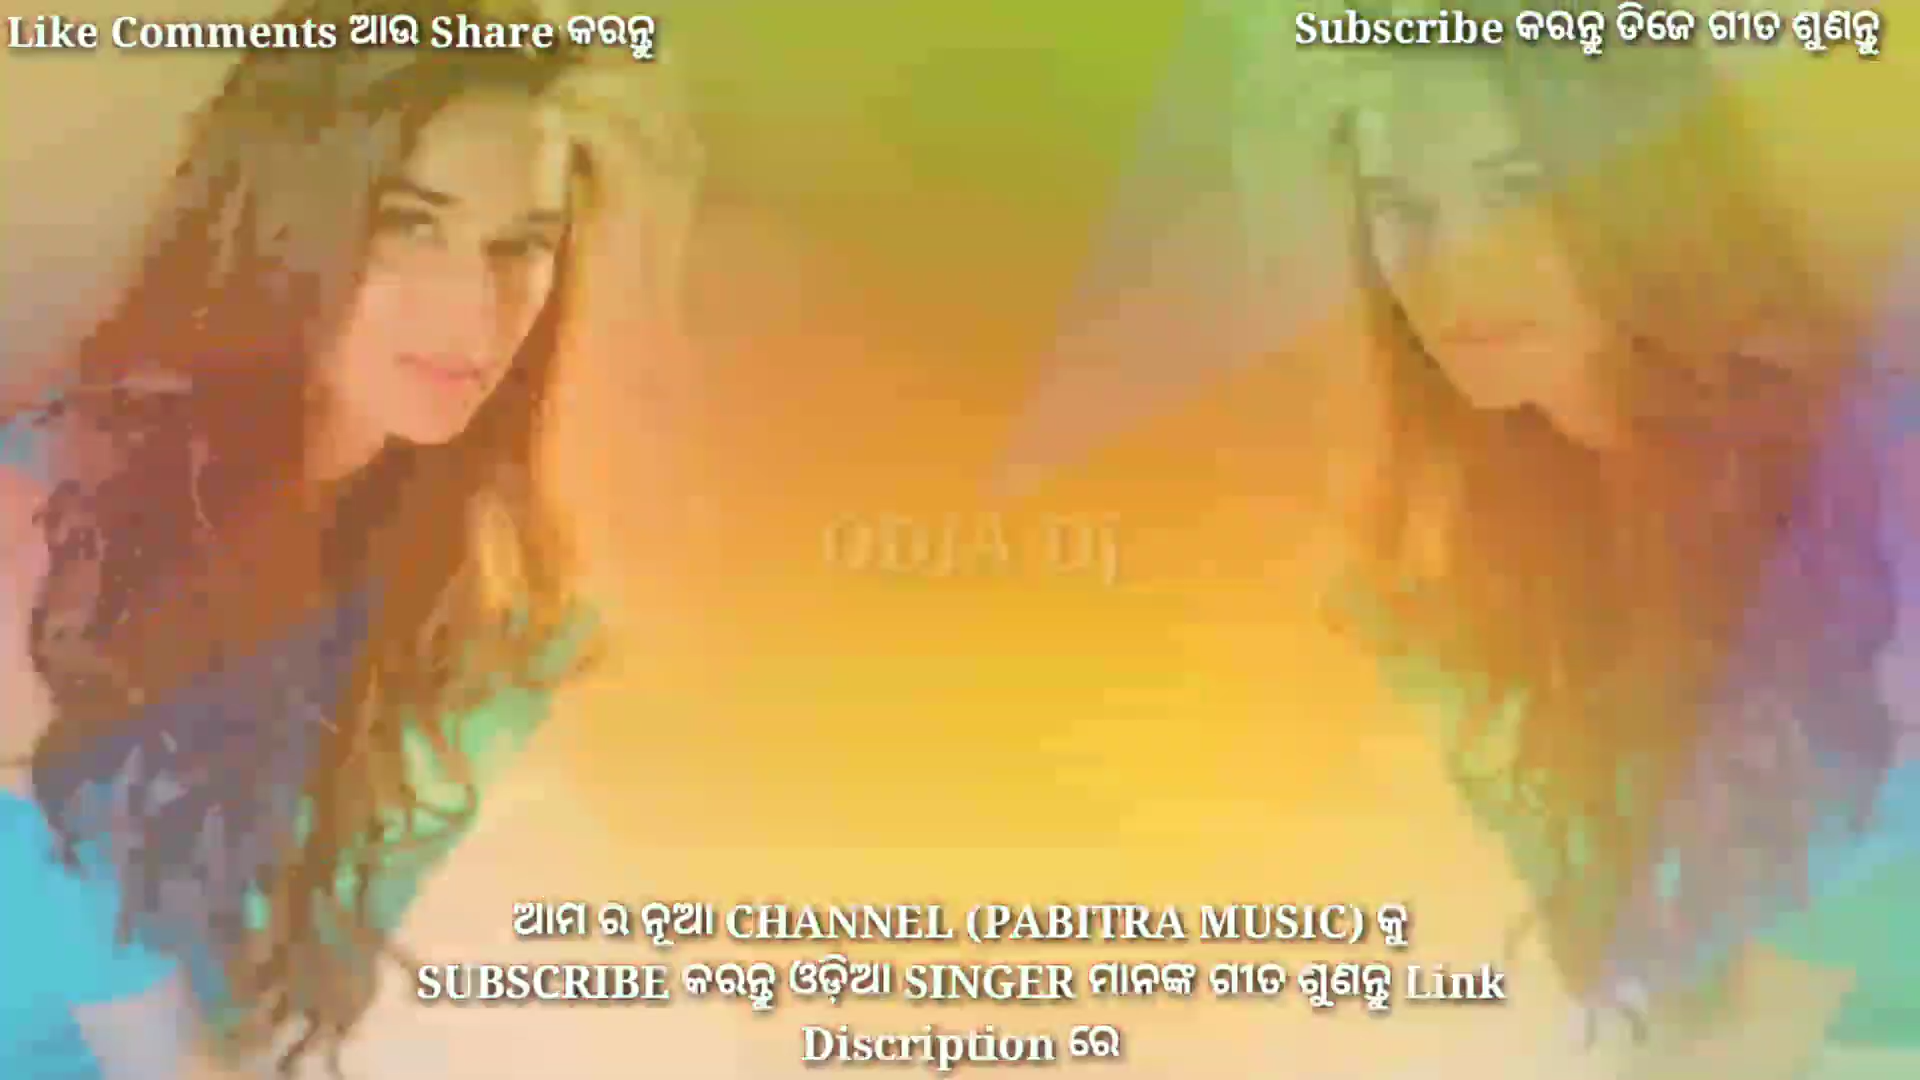 Like Comments ଆଉ Share କରନ୍ତୁ
Subscribe କରନ୍ତୁ ଡିଜେ ଗୀତ ଶୁଣନ୍ତୁ
ODIA Dj
ଆମ ର ନୂଆ CHANNEL (PABITRA MUSIC) କୁ
SUBSCRIBE କରନ୍ତୁ ଓଡ଼ିଆ SINGER ମାନଙ୍କ ଗୀତ ଶୁଣନ୍ତୁ Link
Discription ରେ